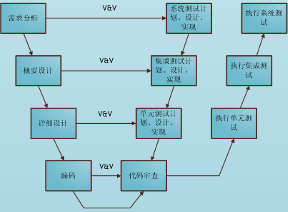 需求分析
V&V
系统测试计
划、设计、
实现
执行系统测
试
概要设计
V&V
集成测试计
划、设计、
实现
执行集成测
试
详细设计
V&V
单元测试计
划、设计、
实现
执行单元测
试
编码
V&V
代码审查